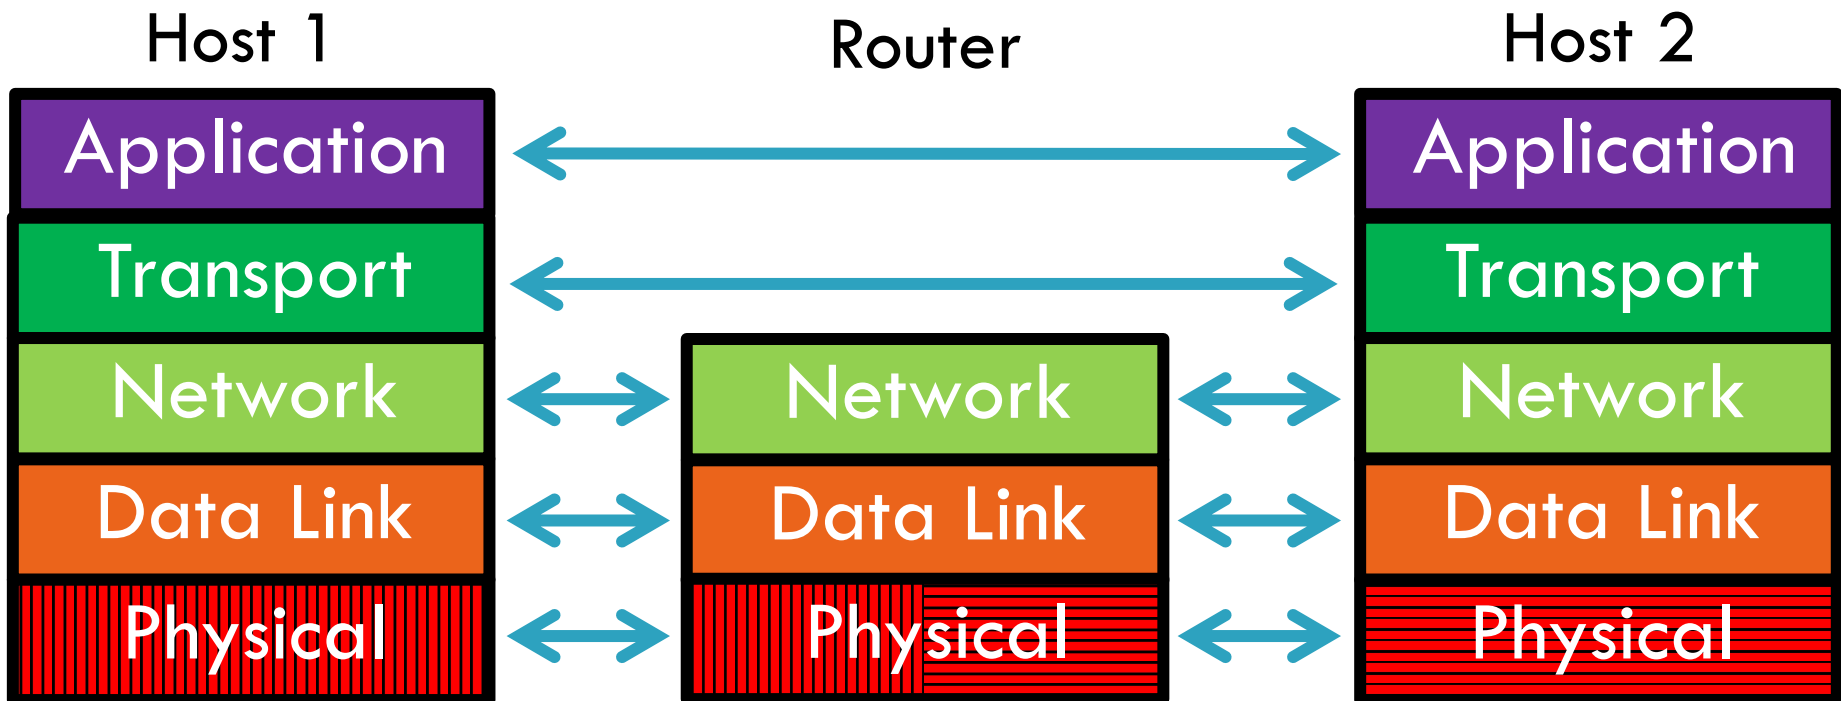 Host 1
Router
Host 2
Application
Application
Transport
Transport
Network
Network
Network
Data Link
Data Link
Data Link
Physical
Physical
Physical